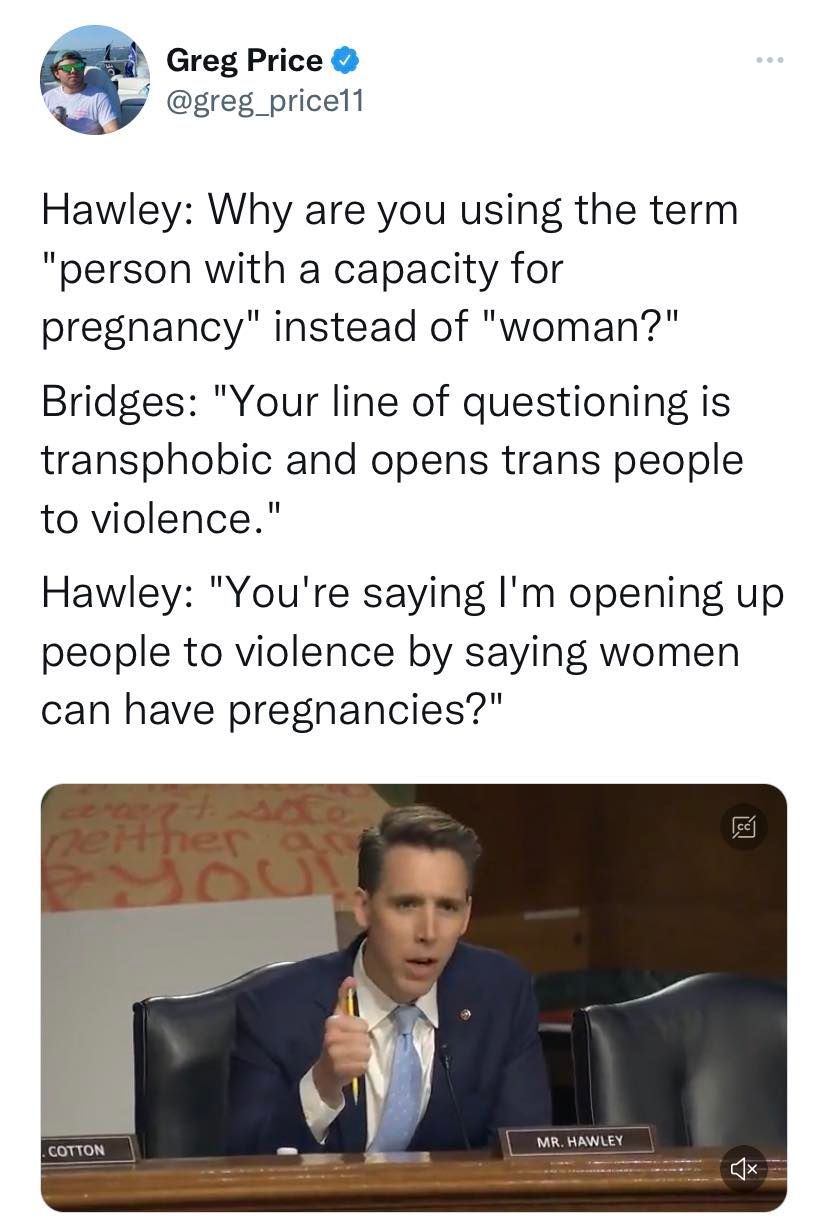 Greg Price
@greg_price11
Hawley: Why are you using the term
"person with a capacity for
pregnancy" instead of "woman?"
Bridges: "Your line of questioning is
transphobic and opens trans people
to violence."
Hawley: "You're saying I'm opening up
people to violence by saying women
can have pregnancies?"
neither
YOU!
CC
. COTTON
MR. HAWLEY